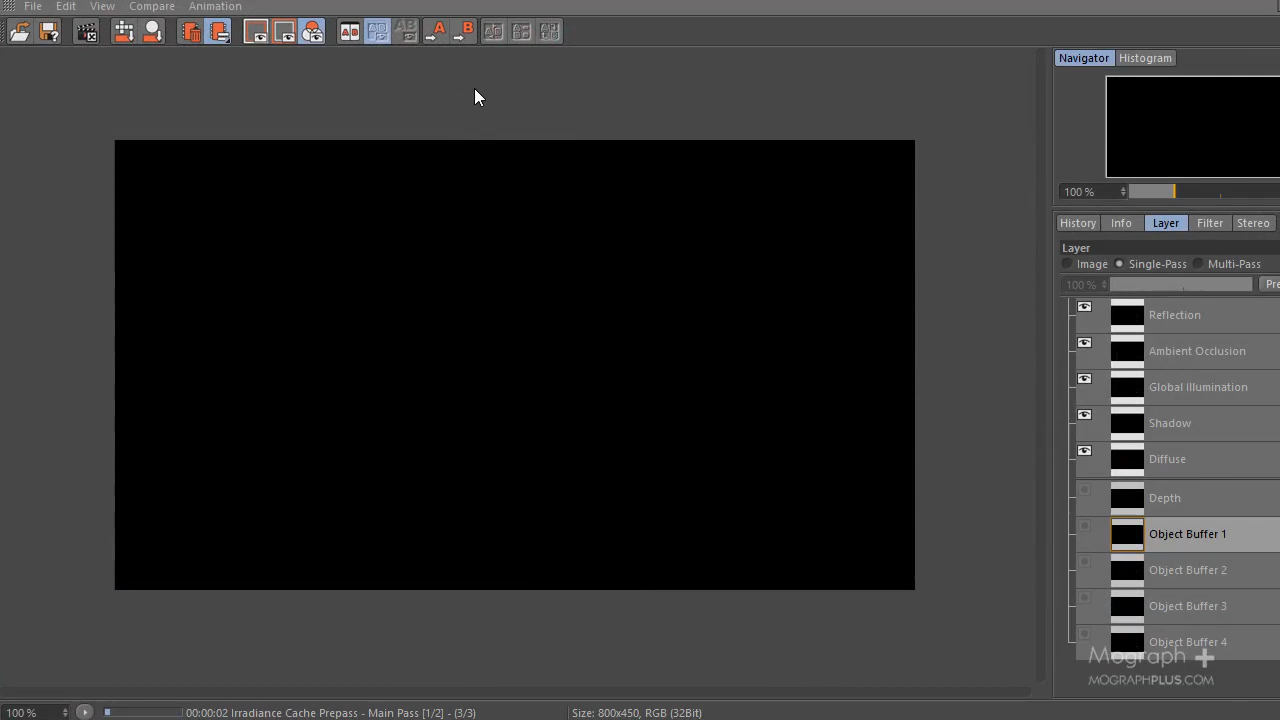 File Edit View Compare Animation
Navigator Histogram
100 %
History Info Layer Filter Stereo
Layer
Image Single-Pass Multi-Pass
100 % Pre
Reflection
Ambient Occlusion
Global Illumination
Shadow
Diffuse
Depth
Object Buffer 1
Object Buffer 2
Object Buffer 3
Object Buffer 4
Mograph +
MOGRAPHPLUS.COM
100 % 00:00:02 Irradiance Cache Prepass - Main Pass [1/2] - (3/3) Size: 800x450, RGB (32Bit)